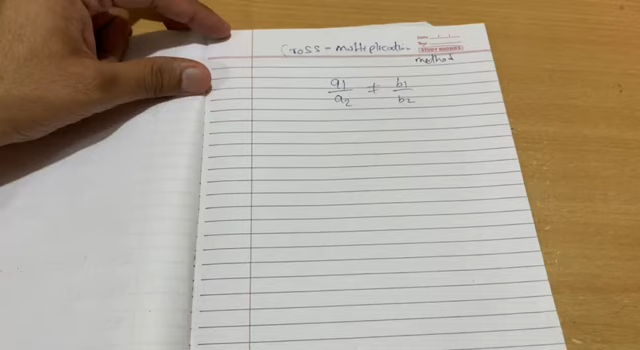 Cross-multiplication
method
a1/a2 ≠ b1/b2